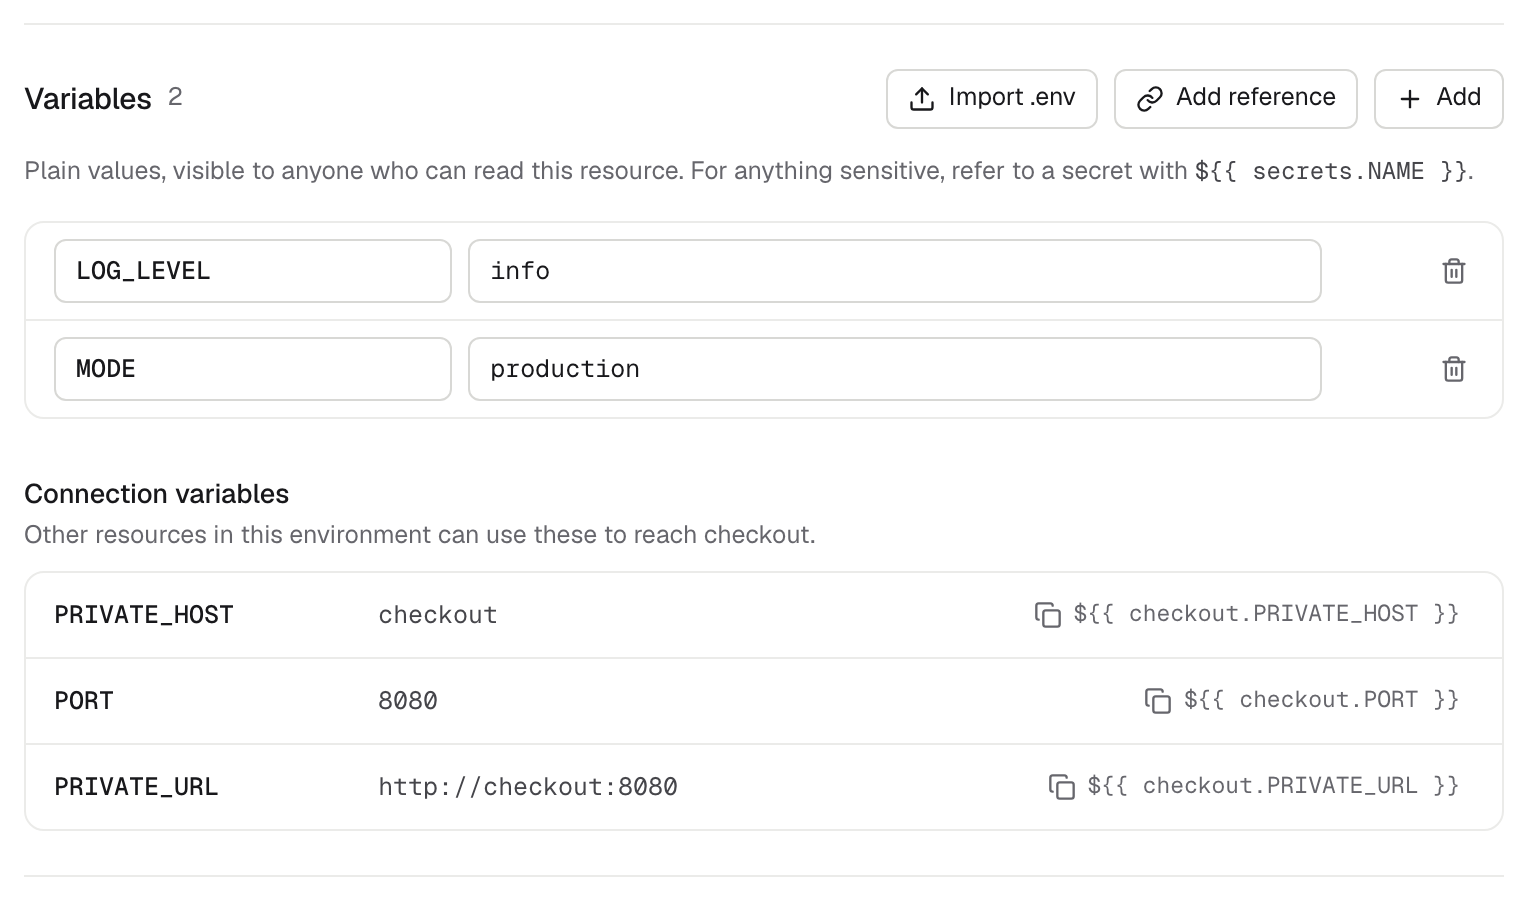 Variables 2
Import .env
Add reference
Add
Plain values, visible to anyone who can read this resource. For anything sensitive, refer to a secret with ${{ secrets.NAME }}.
LOG_LEVEL info
MODE production
Connection variables
Other resources in this environment can use these to reach checkout.
PRIVATE_HOST checkout ${{ checkout.PRIVATE_HOST }}
PORT 8080 ${{ checkout.PORT }}
PRIVATE_URL http://checkout:8080 ${{ checkout.PRIVATE_URL }}